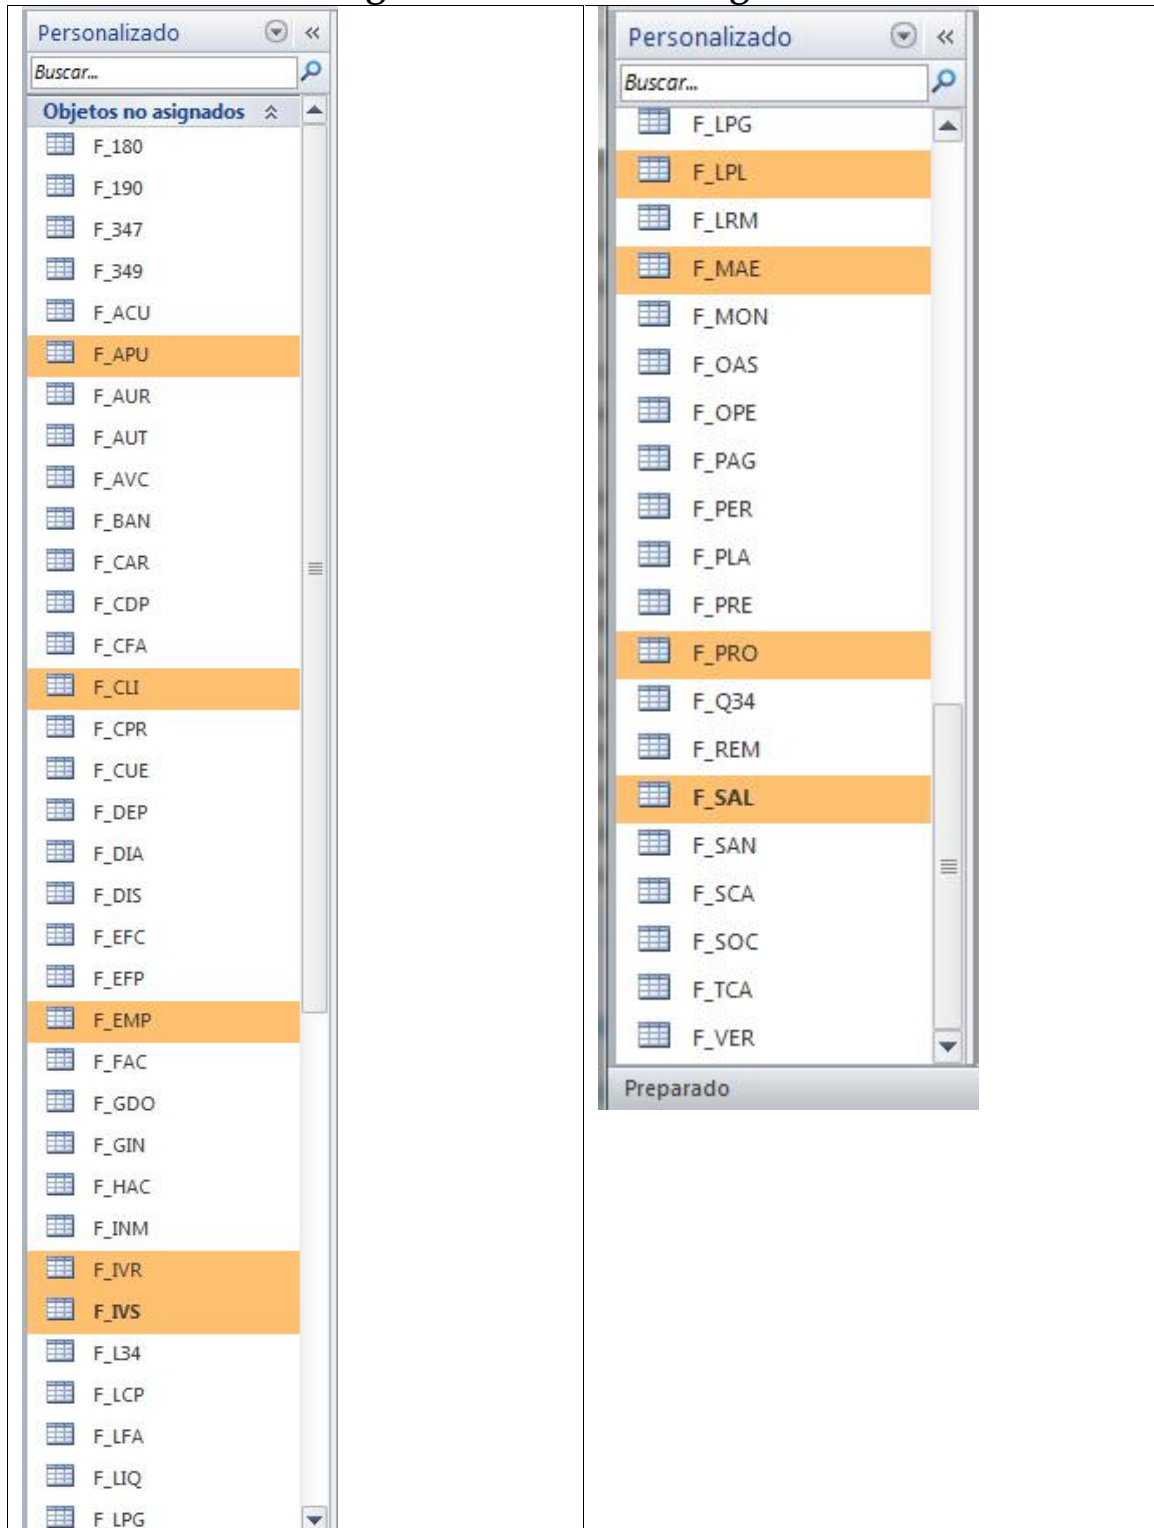 Personalizado
Buscar...
Objetos no asignados
F_180
F_190
F_347
F_349
F_ACU
F_APU
F_AUR
F_AUT
F_AVC
F_BAN
F_CAR
F_CDP
F_CFA
F_CLI
F_CPR
F_CUE
F_DEP
F_DIA
F_DIS
F_EFC
F_EFP
F_EMP
F_FAC
F_GDO
F_GIN
F_HAC
F_INM
F_IVR
F_IVS
F_L34
F_LCP
F_LFA
F_LIQ
F_LPG
Personalizado
Buscar...
F_LPG
F_LPL
F_LRM
F_MAE
F_MON
F_OAS
F_OPE
F_PAG
F_PER
F_PLA
F_PRE
F_PRO
F_Q34
F_REM
F_SAL
F_SAN
F_SCA
F_SOC
F_TCA
F_VER
Preparado